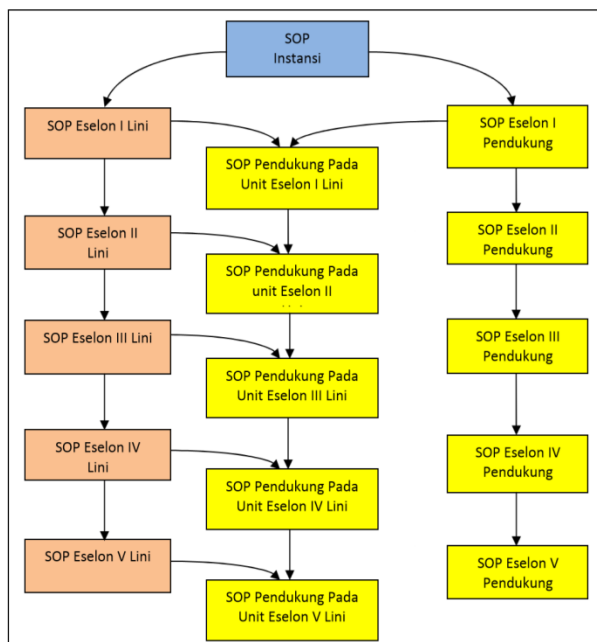 SOP
Instansi
SOP Eselon I Lini
SOP Pendukung Pada
Unit Eselon I Lini
SOP Eselon I
Pendukung
SOP Eselon II
Lini
SOP Pendukung Pada
unit Eselon II
SOP Eselon II
Pendukung
SOP Eselon III Lini
SOP Pendukung Pada
Unit Eselon III Lini
SOP Eselon III
Pendukung
SOP Eselon IV
Lini
SOP Pendukung Pada
Unit Eselon IV Lini
SOP Eselon IV
Pendukung
SOP Eselon V Lini
SOP Pendukung Pada
Unit Eselon V Lini
SOP Eselon V
Pendukung